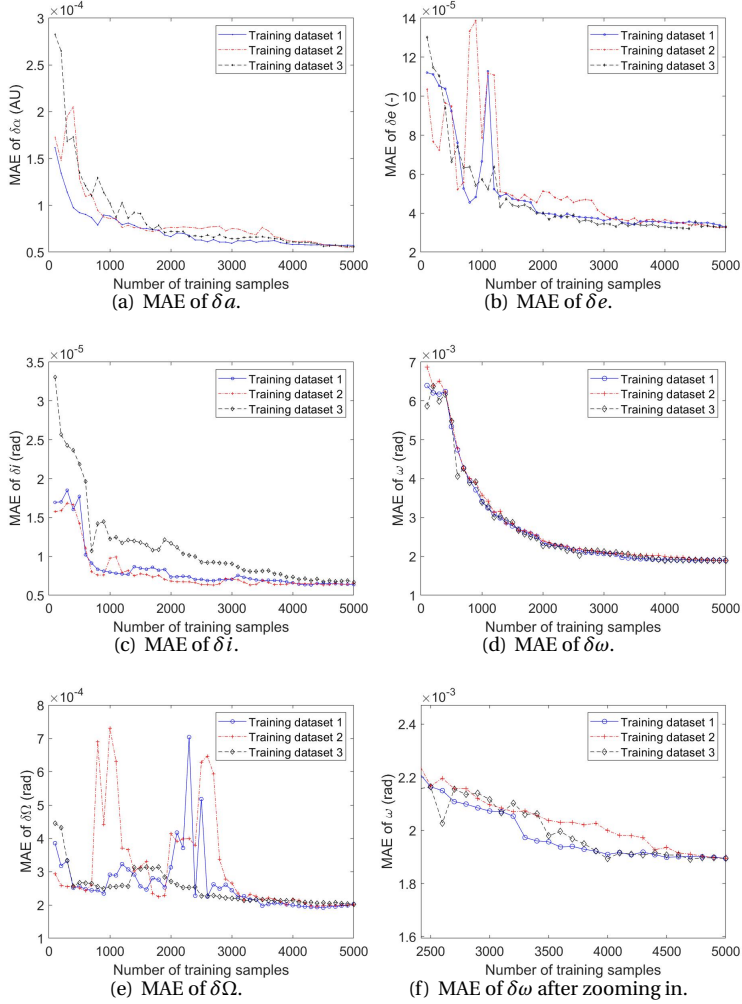 ×10⁻⁴
3
2.5
2
1.5
1
0.5
MAE of δα (AU)
Training dataset 1
Training dataset 2
Training dataset 3
0 1000 2000 3000 4000 5000
Number of training samples
(a) MAE of δa.
×10⁻⁵
14
12
10
8
6
4
2
MAE of δe (-)
Training dataset 1
Training dataset 2
Training dataset 3
0 1000 2000 3000 4000 5000
Number of training samples
(b) MAE of δe.
×10⁻⁵
3.5
3
2.5
2
1.5
1
0.5
MAE of δi (rad)
Training dataset 1
Training dataset 2
Training dataset 3
0 1000 2000 3000 4000 5000
Number of training samples
(c) MAE of δi.
×10⁻³
7
6
5
4
3
2
1
MAE of ω (rad)
Training dataset 1
Training dataset 2
Training dataset 3
0 1000 2000 3000 4000 5000
Number of training samples
(d) MAE of δω.
×10⁻⁴
8
7
6
5
4
3
2
1
MAE of δΩ (rad)
Training dataset 1
Training dataset 2
Training dataset 3
0 1000 2000 3000 4000 5000
Number of training samples
(e) MAE of δΩ.
×10⁻³
2.4
2.2
2
1.8
1.6
MAE of ω (rad)
Training dataset 1
Training dataset 2
Training dataset 3
2500 3000 3500 4000 4500 5000
Number of training samples
(f) MAE of δω after zooming in.